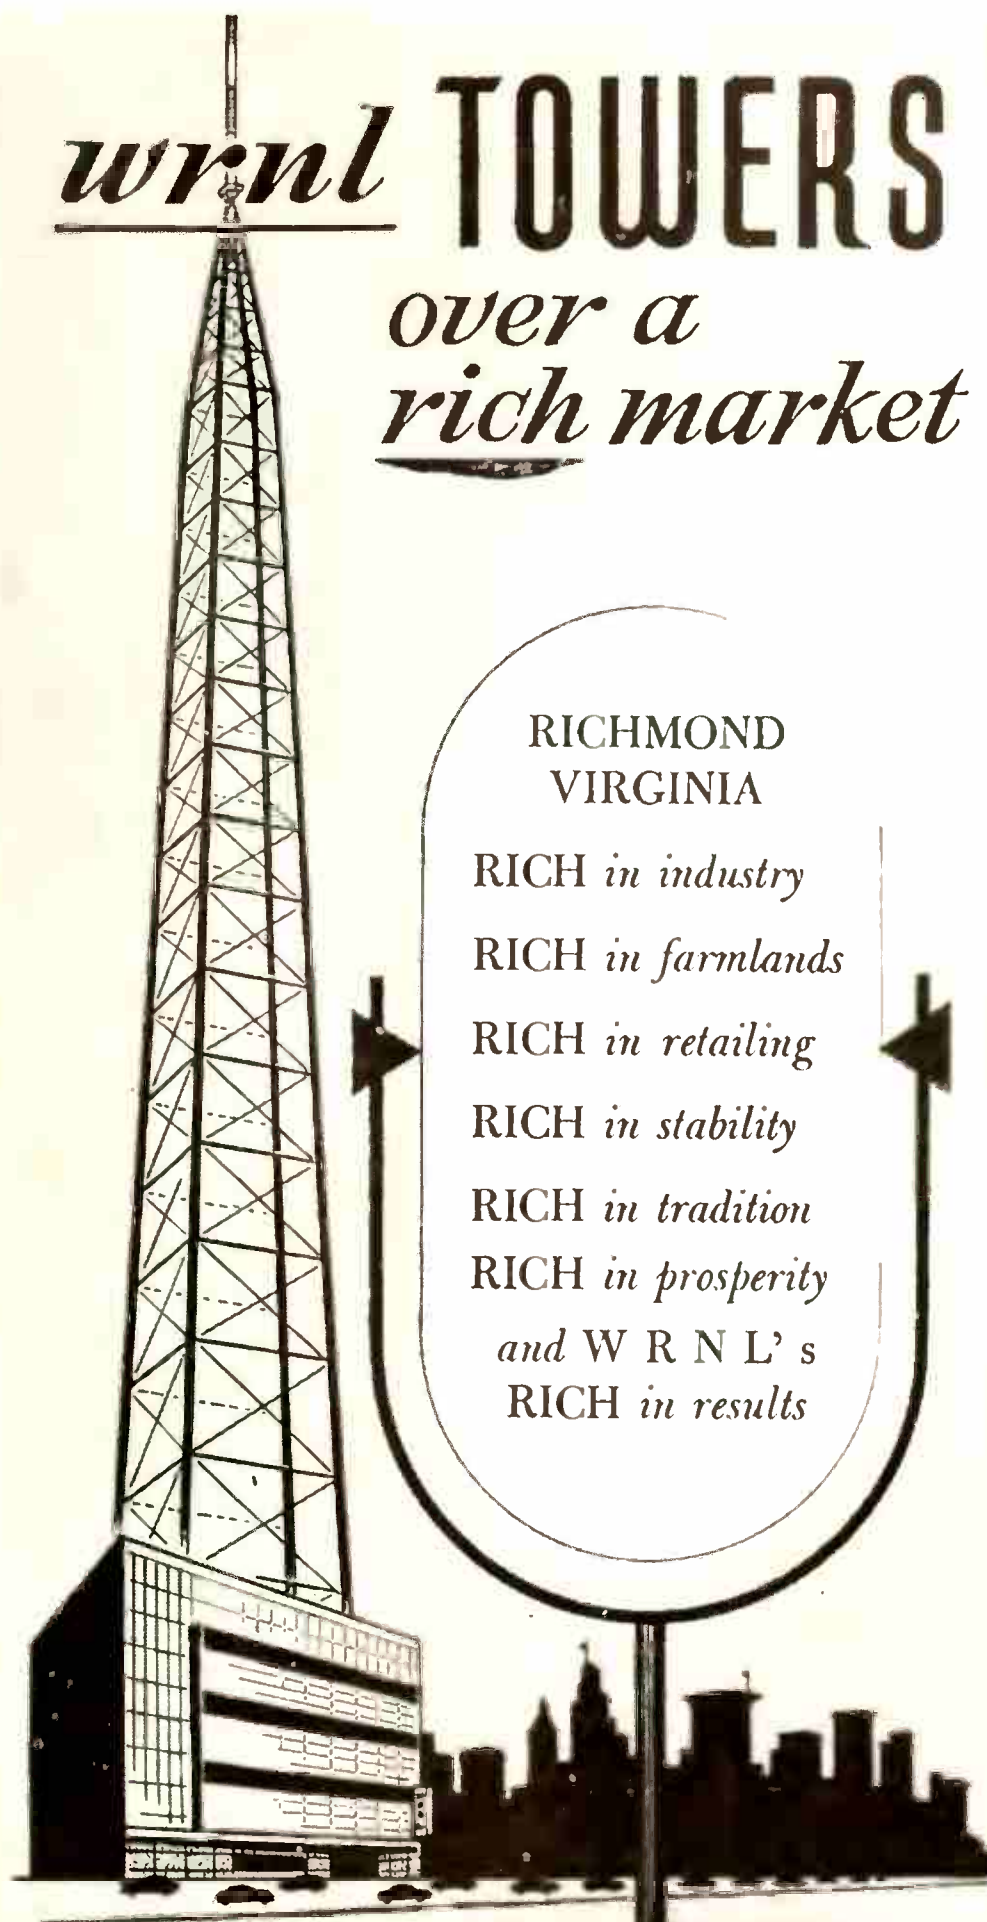 wrnl TOWERS
over a
rich market
RICHMOND
VIRGINIA
RICH in industry
RICH in farmlands
RICH in retailing
RICH in stability
RICH in tradition
RICH in prosperity
and W R N L's
RICH in results